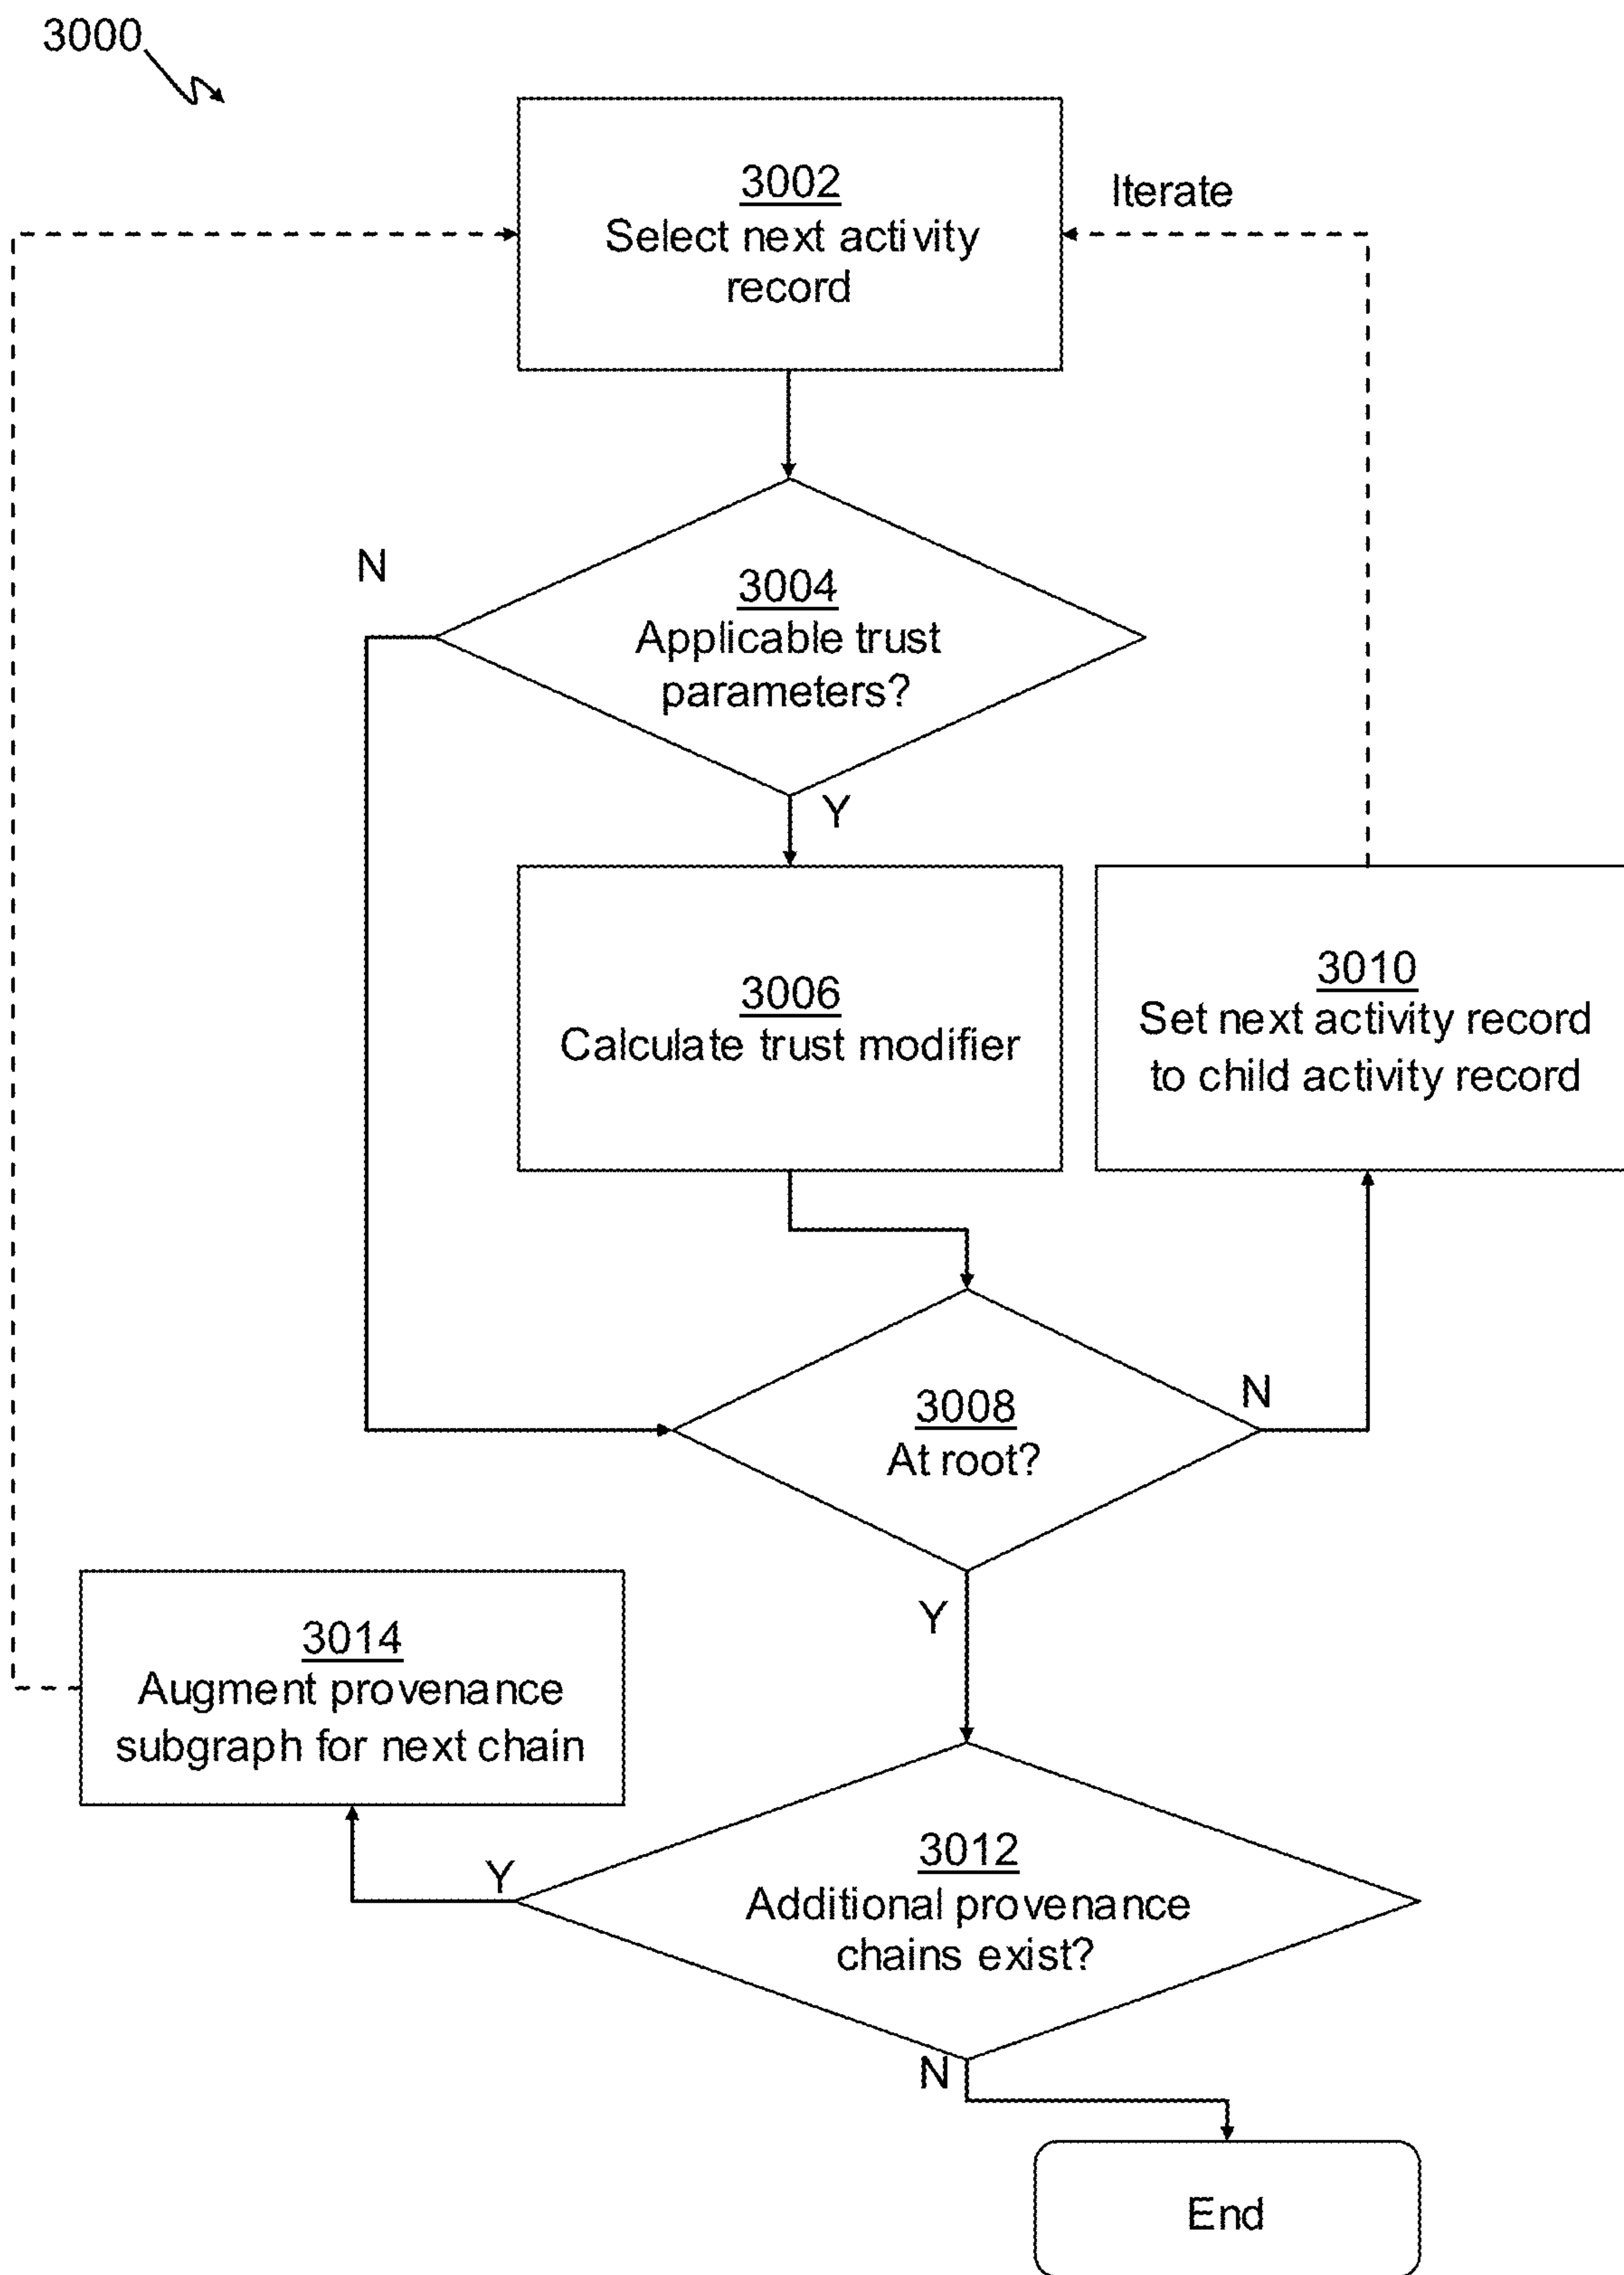 3000
3002
Select next activity
record
Iterate
N
3004
Applicable trust
parameters?
Y
3006
Calculate trust modifier
3010
Set next activity record
to child activity record
3008
At root?
N
Y
3014
Augment provenance
subgraph for next chain
Y
3012
Additional provenance
chains exist?
N
End